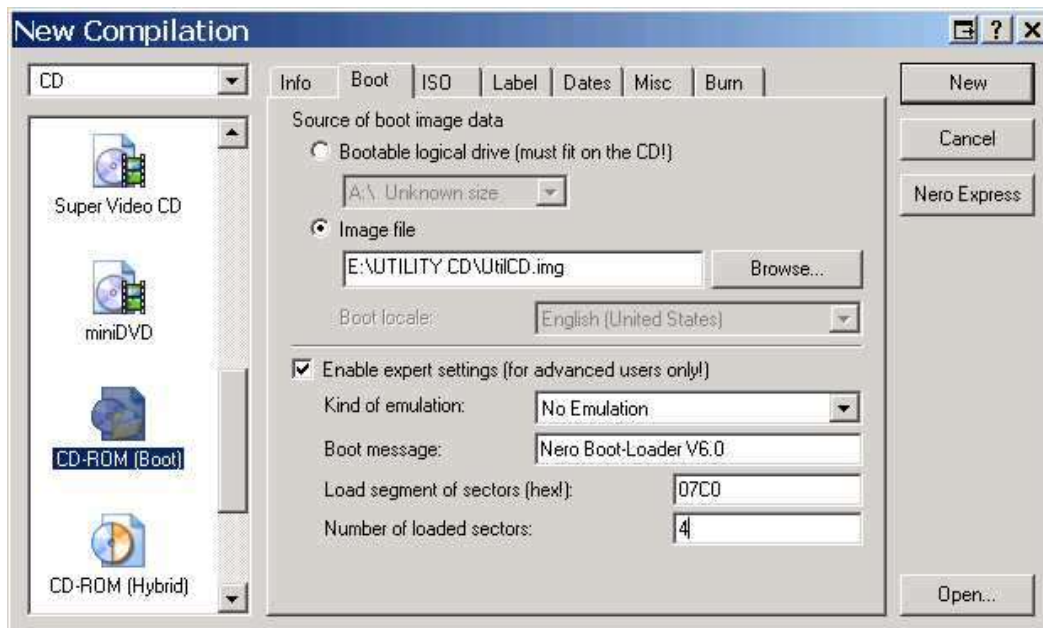 New Compilation
CD
Super Video CD
miniDVD
CD-ROM (Boot)
CD-ROM (Hybrid)
Info Boot ISO Label Dates Misc Burn
Source of boot image data
Bootable logical drive (must fit on the CD!)
A:\ Unknown size
Image file
E:\UTILITY CD\UtilCD.img
Browse...
Boot locale: English (United States)
Enable expert settings (for advanced users only!)
Kind of emulation: No Emulation
Boot message: Nero Boot-Loader V6.0
Load segment of sectors (hex!): 07C0
Number of loaded sectors: 4
New
Cancel
Nero Express
Open...